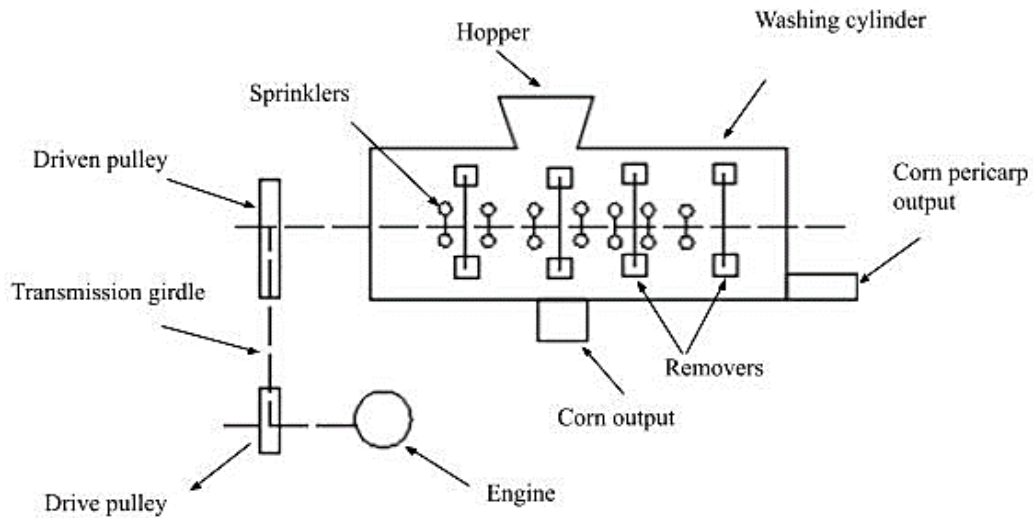 Washing cylinder
Hopper
Sprinklers
Driven pulley
Corn pericarp
output
Transmission girdle
Removers
Corn output
Engine
Drive pulley